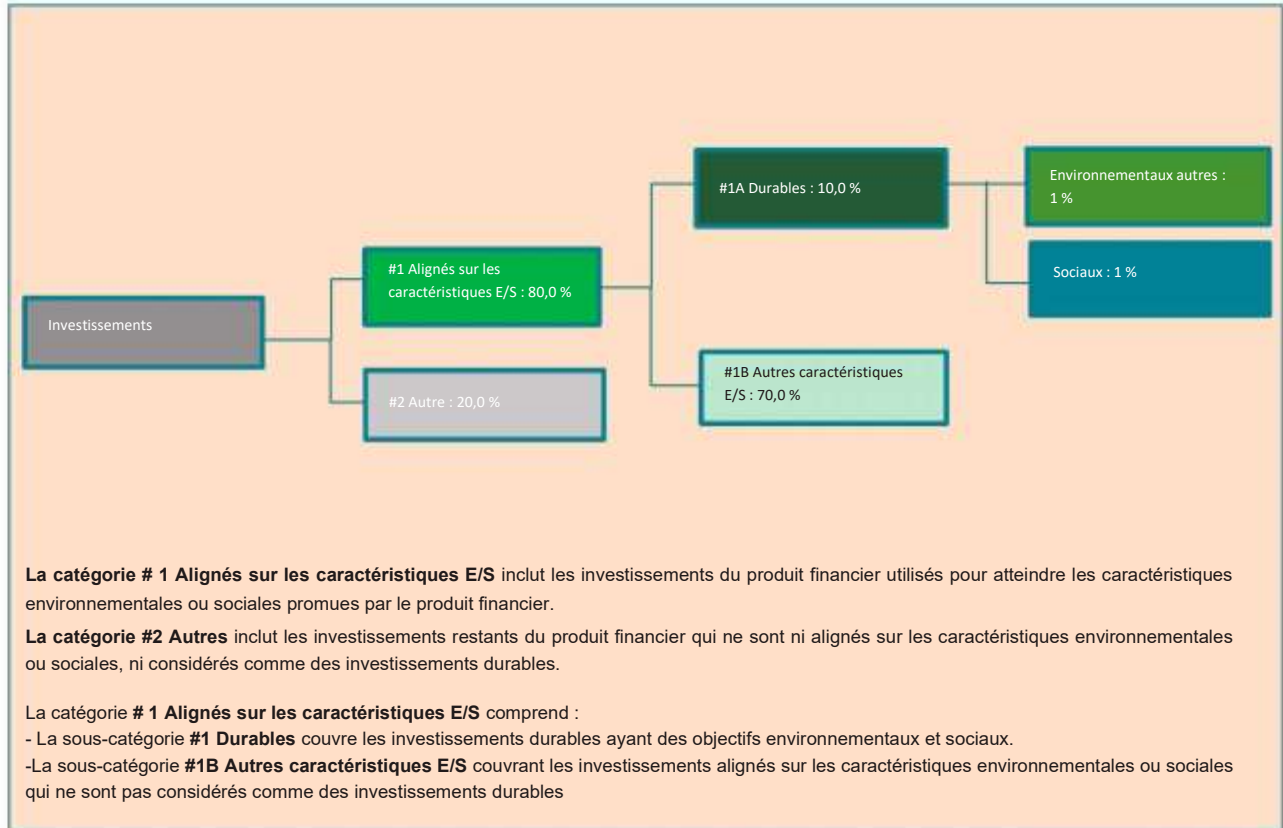 Investissements
#1 Alignés sur les
caractéristiques E/S : 80,0 %
#2 Autre : 20,0 %
#1A Durables : 10,0 %
#1B Autres caractéristiques
E/S : 70,0 %
Environnementaux autres :
1 %
Sociaux : 1 %
La catégorie # 1 Alignés sur les caractéristiques E/S inclut les investissements du produit financier utilisés pour atteindre les caractéristiques
environnementales ou sociales promues par le produit financier.
La catégorie #2 Autres inclut les investissements restants du produit financier qui ne sont ni alignés sur les caractéristiques environnementales
ou sociales, ni considérés comme des investissements durables.
La catégorie # 1 Alignés sur les caractéristiques E/S comprend :
- La sous-catégorie #1 Durables couvre les investissements durables ayant des objectifs environnementaux et sociaux.
-La sous-catégorie #1B Autres caractéristiques E/S couvrant les investissements alignés sur les caractéristiques environnementales ou sociales
qui ne sont pas considérés comme des investissements durables